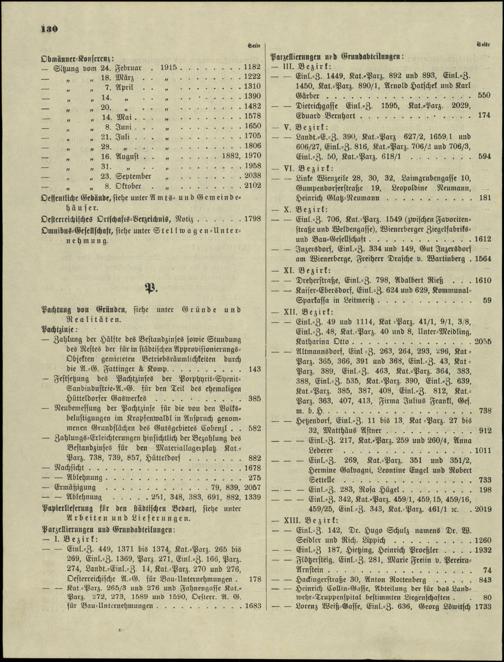 130
Seite
Obmänner-Konferenz:
— Sitzung vom 24. Februar . 1915 . . . . 1182
— „ „ 18. März . . „ . . . . 1222
— „ „ 7. April . . „ . . . . 1310
— „ „ 14. „ . . „ . . . . 1390
— „ „ 20. „ . . „ . . . . 1482
— „ „ 14. Mai . . „ . . . . 1578
— „ „ 8. Juni . . „ . . . . 1650
— „ „ 21. Juli . . „ . . . . 1705
— „ „ 28. „ . . „ . . . . 1806
— „ „ 16. August . . „ . . 1882, 1970
— „ „ 31. „ . . „ . . . . 1958
— „ „ 23. September . . „ . . . . 2038
— „ „ 8. Oktober . . „ . . . . 2102
Oeffentliche Gebäude, siehe unter Amts- und Gemeinde-
häuser.
Oesterreichisches Ortschafts-Verzeichnis, Notiz . . . . 1798
Omnibus-Gesellschaft, siehe unter Stellwagen-Unter-
nehmung.
P.
Pachtung von Gründen, siehe unter Gründe und
Realitäten.
Pachtzinse:
— Zahlung der Hälfte des Bestandzinses sowie Stundung
des Restes der für in städtischen Approvisionierungs-
Objekten gemieteten Betriebsräumlichkeiten durch
die A.-G. Fattinger & Komp. . . . . 143
— Festsetzung des Pachtzinses der Porphyrit-Syenit-
Sandindustrie-A.-G. für den Teil des ehemaligen
Hütteldorfer Gaswerkes . . . . 385
— Neubemessung der Pachtzinse für die von den Volks-
belustigungen im Krapfenwaldl in Anspruch genom-
menen Grundflächen des Gutsgebietes Cobenzl . . 582
— Zahlungs-Erleichterungen hinsichtlich der Bezahlung des
Bestandzinses für den Materiallagerplatz Kat.-
Parz. 738, 739, 857, Hütteldorf . . . . 882
— Nachsicht . . . . 1678
— — Ablehnung . . . . 275
— Ermäßigung . . . . 79, 839, 2057
— — Ablehnung . . . . 251, 348, 383, 691, 882, 1339
Papierlieferung für den städtischen Bedarf, siehe unter
Arbeiten und Lieferungen.
Parzellierungen und Grundabteilungen:
— I. Bezirk:
— — Einl.-Z. 449, 1371 bis 1374, Kat.-Parz. 265 bis
269, Einl.-Z. 1369, Parz. 271, Einl.-Z. 166, Parz.
274, Landt.-Einl.-Z. 14, Kat.-Parz. 270 und 276,
Oesterreichische A.-G. für Bau-Unternehmungen . 178
— — Kat.-Parz. 265/3 und 276 und Fahnengasse Kat.-
Parz. 272, 273, 1589 und 1590, Oesterr. A. G.
für Bau-Unternehmungen . . . . 1683
Seite
Parzellierungen und Grundabteilungen:
— III. Bezirk:
— — Einl.-Z. 1449, Kat.-Parz. 892 und 893, Einl.-Z.
1450, Kat.-Parz. 890/1, Arnold Hatschek und Karl
Gärber . . . . 550
— — Dietrichgasse Einl.-Z. 1595, Kat.-Parz. 2029,
Eduard Bernhart . . . . 174
— V. Bezirk:
— — Landt.-E.-Z. 390, Kat.-Parz 627/2, 1659,1 und
606/27, Einl.-Z. 816, Kat.-Parz. 706/2 und 706/3,
Einl.-Z. 50, Kat.-Parz. 618/1 . . . . 594
— VI. Bezirk:
— — Linke Wienzeile 28, 30, 32, Laimgrubengasse 10,
Gumpendorferstraße 19, Leopoldine Neumann,
Heinrich Glatz-Neumann . . . . 181
— X. Bezirk:
— — Einl.-Z. 706, Kat.-Parz. 1549 (zwischen Favoriten-
straße und Weldengasse), Wienerberger Ziegelfabriks-
und Bau-Gesellschaft . . . . 1612
— — Inzersdorf, Einl.-Z. 334 und 149, Gut Inzersdorf
am Wienerberge, Freiherr Drasche v. Wartinberg . 1564
— XI. Bezirk:
— — Dreherstraße, Einl.-Z. 798, Adalbert Rieß . . . 1610
— — Kaiser-Ebersdorf, Einl.-Z. 624 und 629, Kommunal-
Sparkassa in Leitmeritz . . . . 59
— XII. Bezirk:
— — Einl.-Z. 49 und 1114, Kat.-Parz. 41/1, 9/1, 3/8,
Einl.-Z. 48, Kat.-Parz. 40 und 8, Unter-Meidling,
Katharina Otto . . . . 2055
— — Altmannsdorf, Einl.-Z. 263, 264, 293, 296, Kat.-
Parz. 365, 366, 391 und 368, Einl.-Z. 43, Kat.-
Parz. 389, Einl.-Z. 463, Kat.-Parz. 364, 383,
388, Einl.-Z. 535, Kat.-Parz. 390, Einl.-Z. 639,
Kat.-Parz. 385, 387, 408, Einl.-Z. 812, Kat.-
Parz. 363, 407, 413, Firma Julius Frankl, Ges.
m. b. H. . . . . 738
— — Hetzendorf, Einl.-Z. 11 bis 13, Kat.-Parz. 27 bis
32, Matthäus Astner . . . . 912
— — — Einl.-Z. 217, Kat.-Parz. 259 und 260/4, Anna
Lederer . . . . 1011
— — — Einl.-Z. 269, Kat.-Parz. 351 und 351/2,
Hermine Galvagni, Leontine Engel und Robert
Settelle . . . . 733
— — — Einl.-Z. 283, Rosa Hügel . . . . 198
— — — Einl.-Z. 342, Kat.-Parz. 459/1, 459,15, 459/16,
459/25, Einl.-Z. 343, Kat.-Parz. 461/1 ꝛc. . 2019
— XIII. Bezirk:
— — Einl.-Z. 142, Dr. Hugo Schulz namens Dr. W.
Seidler und Rich. Lippich . . . . 1260
— — Einl.-Z. 187, Hietzing, Heinrich Proeßler . . . 1932
— — Flötzersteig, Einl.-Z. 281, Marie Freiin v. Pereira-
Arnstein . . . . 74
— — Hackingerstraße 30, Anton Rottenberg . . . . 843
— — Heinrich Collin-Gasse, Abteilung der für das Land-
wehr-Truppenspital bestimmten Liegenschaften . . 80
— — Lorenz Weiß-Gasse, Einl.-Z. 636, Georg Löwitsch 1733